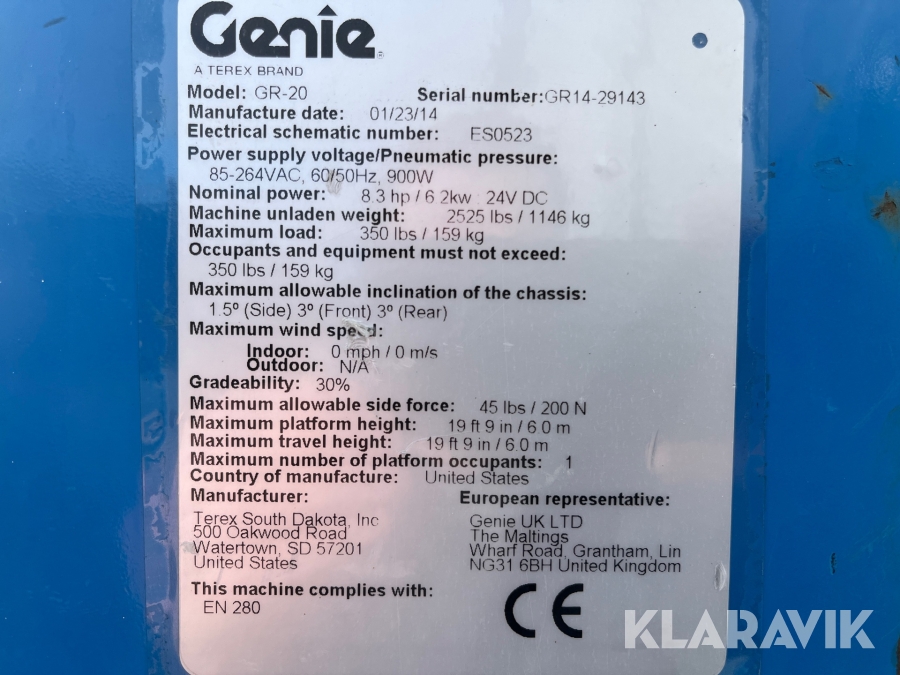 Genie
A TEREX BRAND
Model: GR-20 Serial number:GR14-29143
Manufacture date: 01/23/14
Electrical schematic number: ES0523
Power supply voltage/Pneumatic pressure:
85-264VAC, 60/50Hz, 900W
Nominal power: 8.3 hp / 6.2kw 24V DC
Machine unladen weight: 2525 lbs / 1146 kg
Maximum load: 350 lbs / 159 kg
Occupants and equipment must not exceed:
350 lbs / 159 kg
Maximum allowable inclination of the chassis:
1.5º (Side) 3º (Front) 3º (Rear)
Maximum wind speed:
Indoor: 0 mph / 0 m/s
Outdoor: N/A
Gradeability: 30%
Maximum allowable side force: 45 lbs / 200 N
Maximum platform height: 19 ft 9 in / 6.0 m
Maximum travel height: 19 ft 9 in / 6.0 m
Maximum number of platform occupants: 1
Country of manufacture: United States
Manufacturer: European representative:
Terex South Dakota, Inc Genie UK LTD
500 Oakwood Road The Maltings
Watertown, SD 57201 Wharf Road, Grantham, Lin
United States NG31 6BH United Kingdom
This machine complies with:
EN 280
CE
KLARAVIK